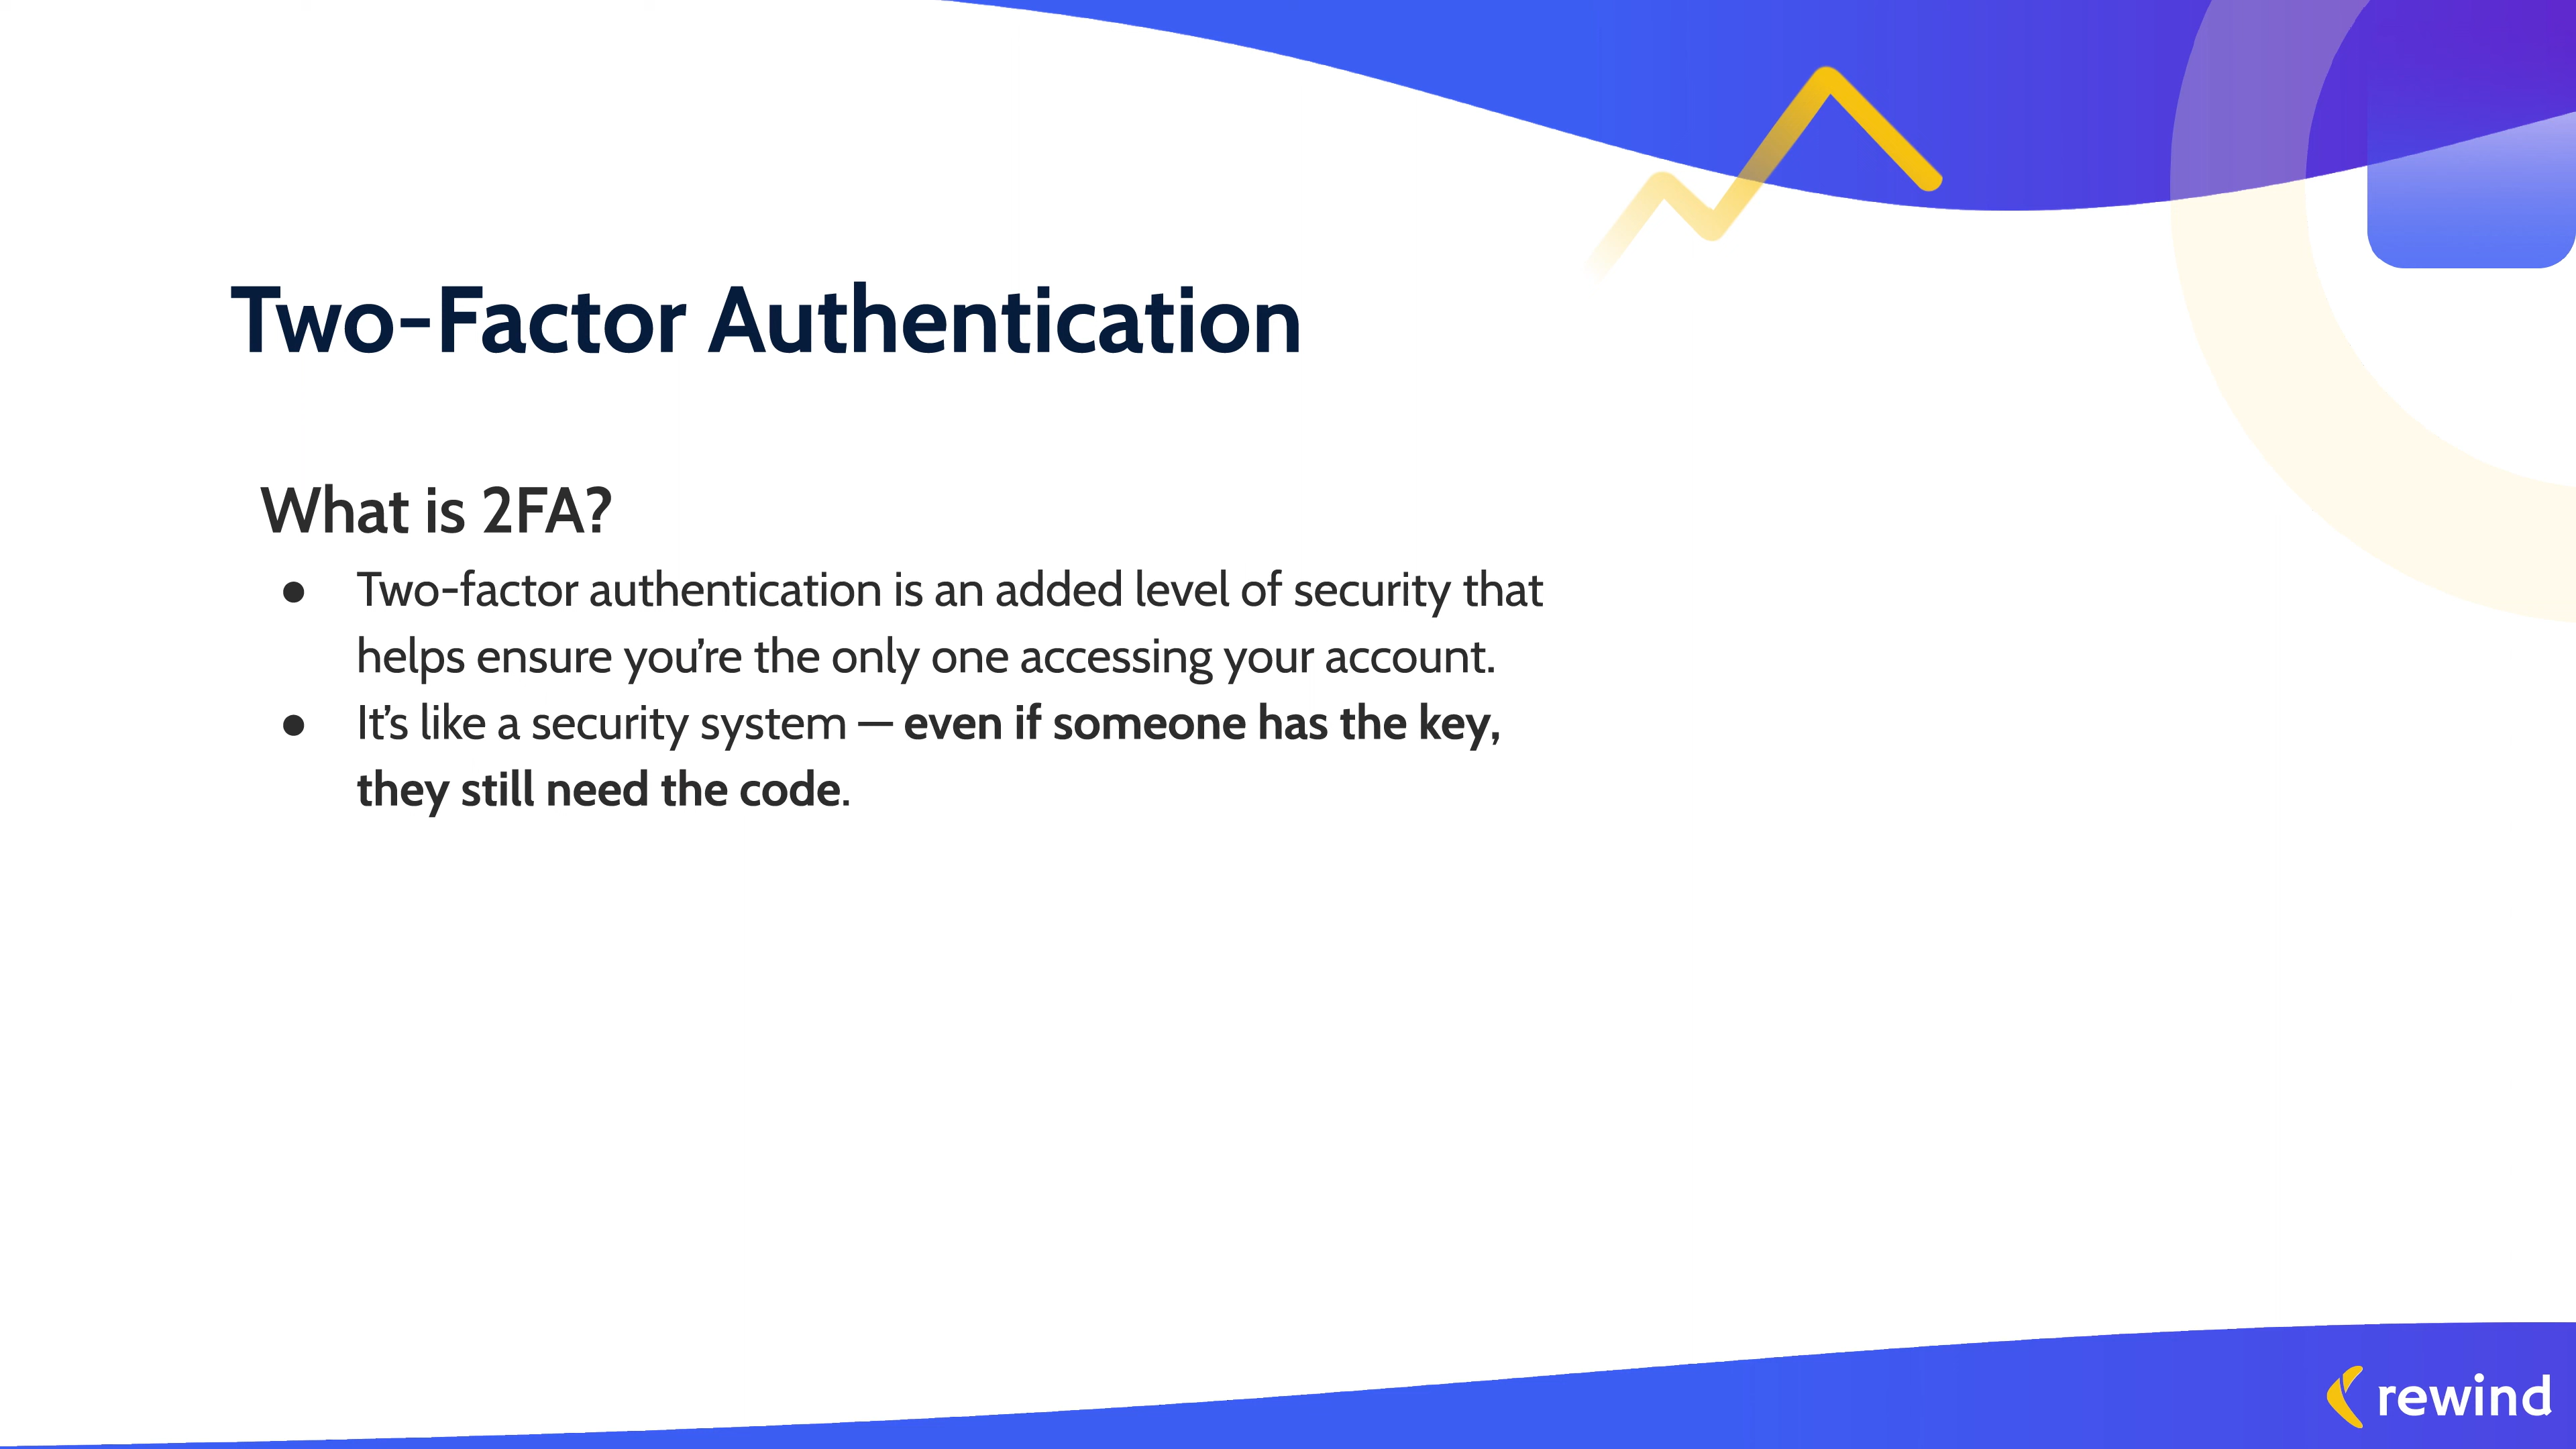 Two-Factor Authentication
What is 2FA?
● Two-factor authentication is an added level of security that
helps ensure you’re the only one accessing your account.
● It’s like a security system — even if someone has the key,
they still need the code.
rewind